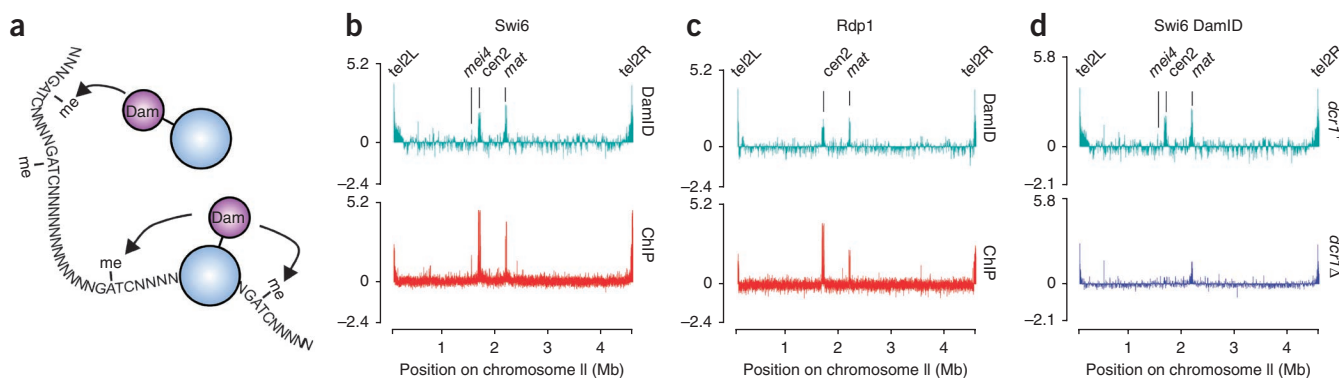 a
NNNGATCNNNNGATCNNNNNNNNNNNNNGATCNNNN
NGATCNNNN
me
me
me
me
Dam
Dam
b
Swi6
tel2L
mei4
cen2
mat
tel2R
5.2
0
−2.4
DamID
5.2
0
−2.4
ChIP
1 2 3 4
Position on chromosome II (Mb)
c
Rdp1
tel2L
cen2
mat
tel2R
5.2
0
−2.4
DamID
5.2
0
−2.4
ChIP
1 2 3 4
Position on chromosome II (Mb)
d
Swi6 DamID
tel2L
mei4
cen2
mat
tel2R
5.8
0
−2.1
dcr1+
5.8
0
−2.1
dcr1Δ
1 2 3 4
Position on chromosome II (Mb)